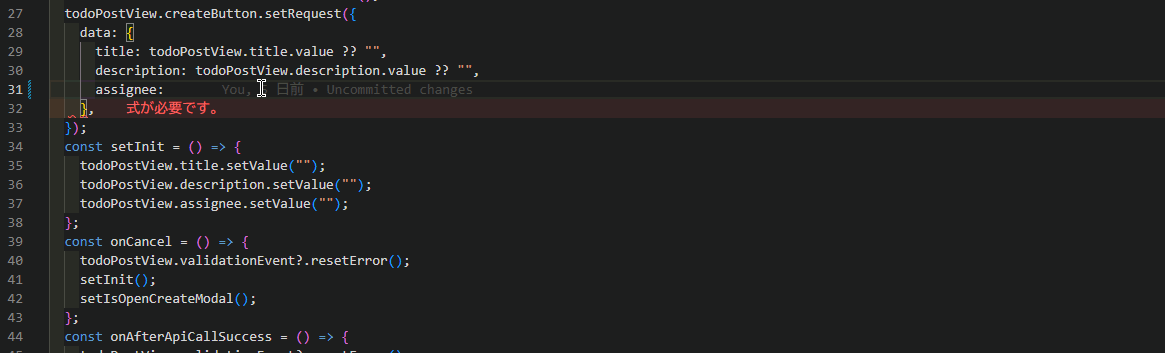 27 todoPostView.createButton.setRequest({
28 data: {
29 title: todoPostView.title.value ?? "",
30 description: todoPostView.description.value ?? "",
31 assignee: You, 日前 • Uncommitted changes
32 }, 式が必要です。
33 });
34 const setInit = () => {
35 todoPostView.title.setValue("");
36 todoPostView.description.setValue("");
37 todoPostView.assignee.setValue("");
38 };
39 const onCancel = () => {
40 todoPostView.validationEvent?.resetError();
41 setInit();
42 setIsOpenCreateModal();
43 };
44 const onAfterApiCallSuccess = () => {